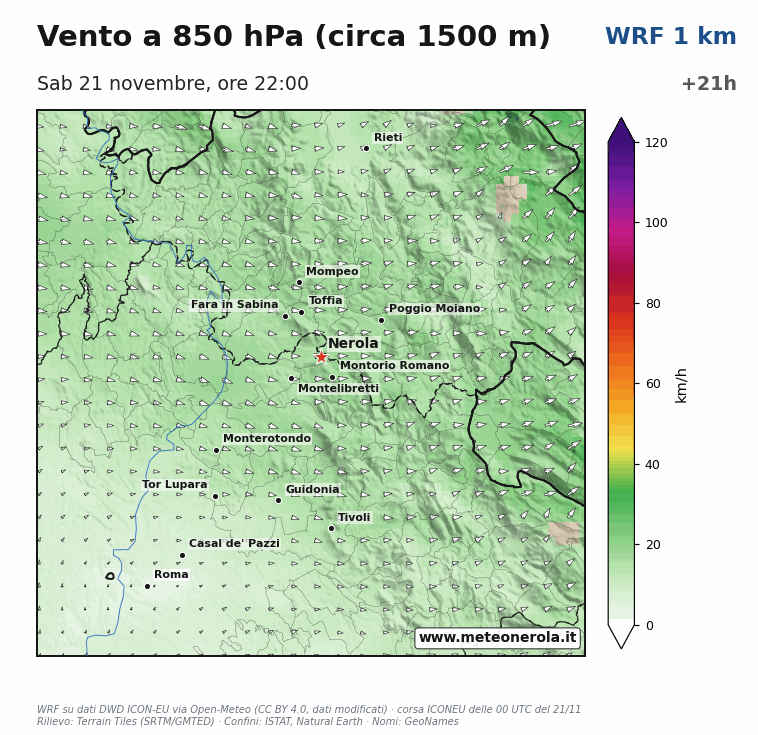 Vento a 850 hPa (circa 1500 m)
WRF 1 km
Sab 21 novembre, ore 22:00
+21h
Rieti
Mompeo
Toffia
Fara in Sabina
Poggio Moiano
Nerola
Montorio Romano
Montelibretti
Monterotondo
Tor Lupara
Guidonia
Tivoli
Casal de' Pazzi
Roma
www.meteonerola.it
120
100
80
60
40
20
0
km/h
WRF su dati DWD ICON-EU via Open-Meteo (CC BY 4.0, dati modificati) · corsa ICONEU delle 00 UTC del 21/11
Rilievo: Terrain Tiles (SRTM/GMTED) · Confini: ISTAT, Natural Earth · Nomi: GeoNames